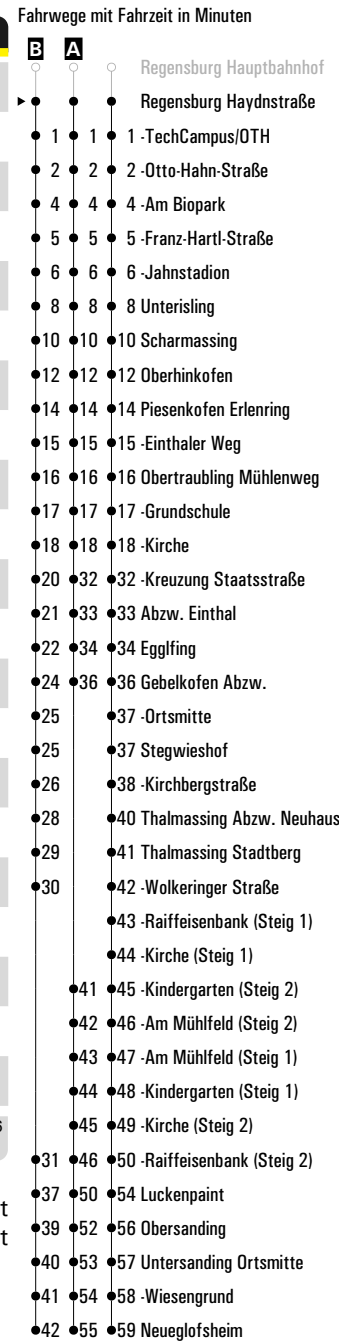 Fahrwege mit Fahrzeit in Minuten
B A
Regensburg Hauptbahnhof
Regensburg Haydnstraße
1 1 1 -TechCampus/OTH
2 2 2 -Otto-Hahn-Straße
4 4 4 -Am Biopark
5 5 5 -Franz-Hartl-Straße
6 6 6 -Jahnstadion
8 8 8 Unterisling
10 10 10 Scharmassing
12 12 12 Oberhinkofen
14 14 14 Piesenkofen Erlenring
15 15 15 -Einthaler Weg
16 16 16 Obertraubling Mühlenweg
17 17 17 -Grundschule
18 18 18 -Kirche
20 32 32 -Kreuzung Staatsstraße
21 33 33 Abzw. Einthal
22 34 34 Egglfing
24 36 36 Gebelkofen Abzw.
25 37 -Ortsmitte
25 37 Stegwieshof
26 38 -Kirchbergstraße
28 40 Thalmassing Abzw. Neuhaus
29 41 Thalmassing Stadtberg
30 42 -Wolkeringer Straße
43 -Raiffeisenbank (Steig 1)
44 -Kirche (Steig 1)
41 45 -Kindergarten (Steig 2)
42 46 -Am Mühlfeld (Steig 2)
43 47 -Am Mühlfeld (Steig 1)
44 48 -Kindergarten (Steig 1)
45 49 -Kirche (Steig 2)
31 46 50 -Raiffeisenbank (Steig 2)
37 50 54 Luckenpaint
39 52 56 Obersanding
40 53 57 Untersanding Ortsmitte
41 54 58 -Wiesengrund
42 55 59 Neueglofsheim